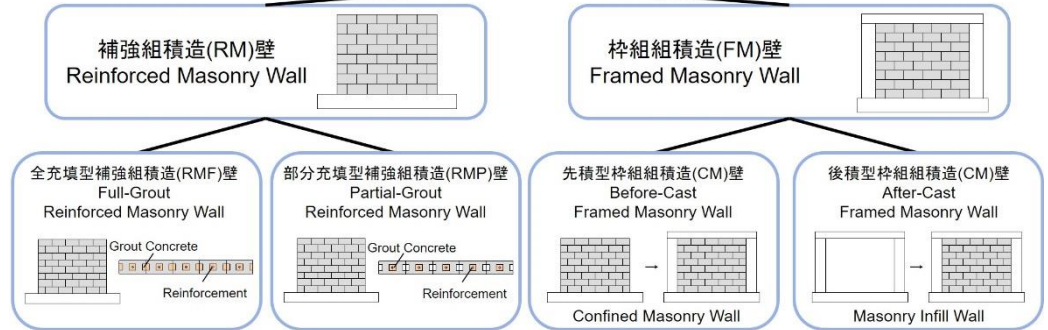 補強組積造(RM)壁
Reinforced Masonry Wall
枠組組積造(FM)壁
Framed Masonry Wall
全充填型補強組積造(RMF)壁
Full-Grout
Reinforced Masonry Wall
Grout Concrete
Reinforcement
部分充填型補強組積造(RMP)壁
Partial-Grout
Reinforced Masonry Wall
Grout Concrete
Reinforcement
先積型枠組組積造(CM)壁
Before-Cast
Framed Masonry Wall
→
Confined Masonry Wall
後積型枠組組積造(CM)壁
After-Cast
Framed Masonry Wall
→
Masonry Infill Wall